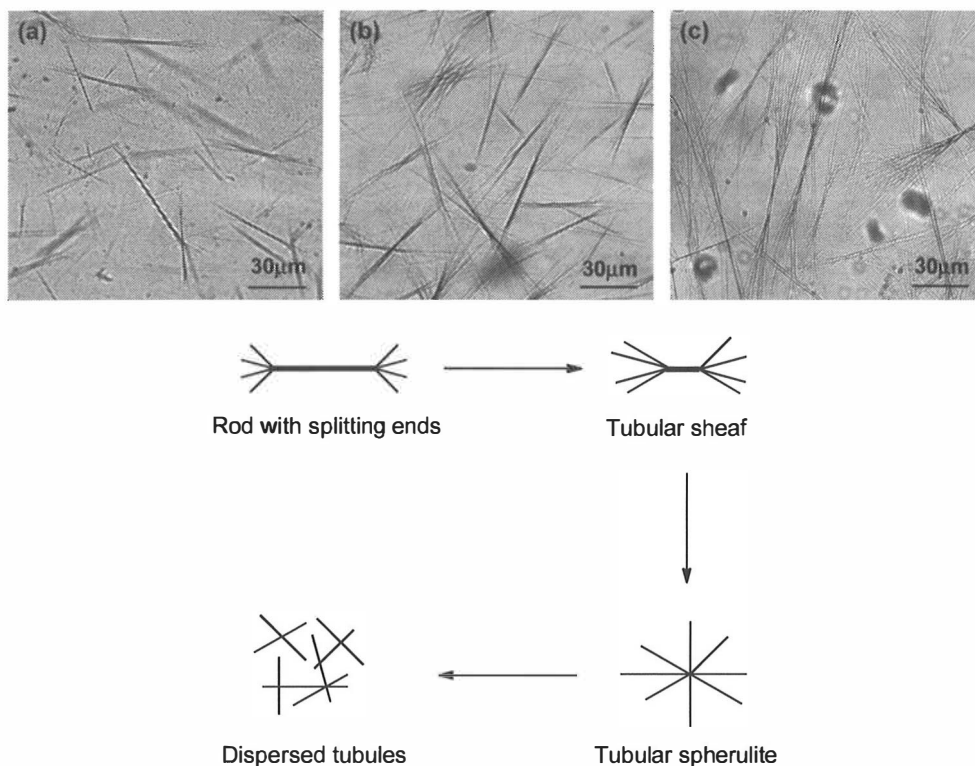 (a)
(b)
(c)
30µm
30µm
30µm
Rod with splitting ends
Tubular sheaf
Dispersed tubules
Tubular spherulite